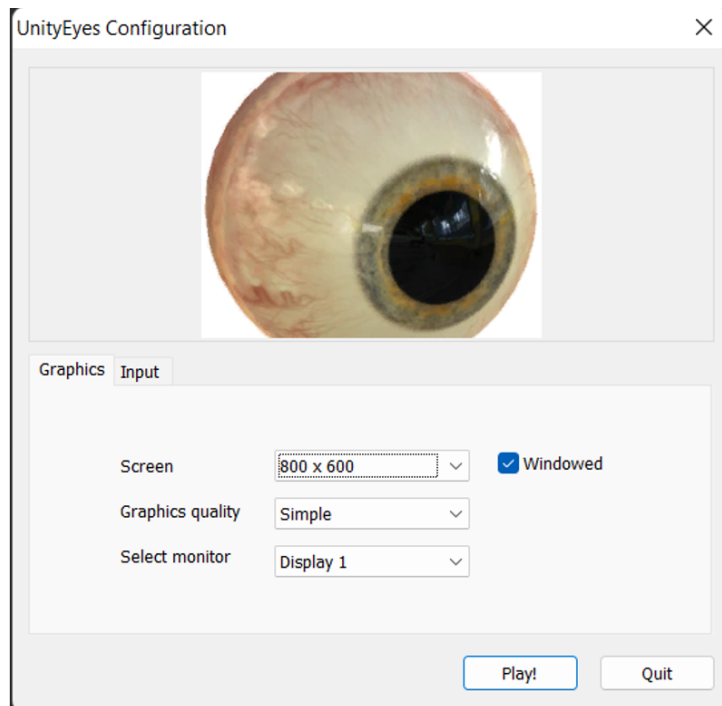 UnityEyes Configuration
Graphics Input
Screen 800 x 600 Windowed
Graphics quality Simple
Select monitor Display 1
Play! Quit